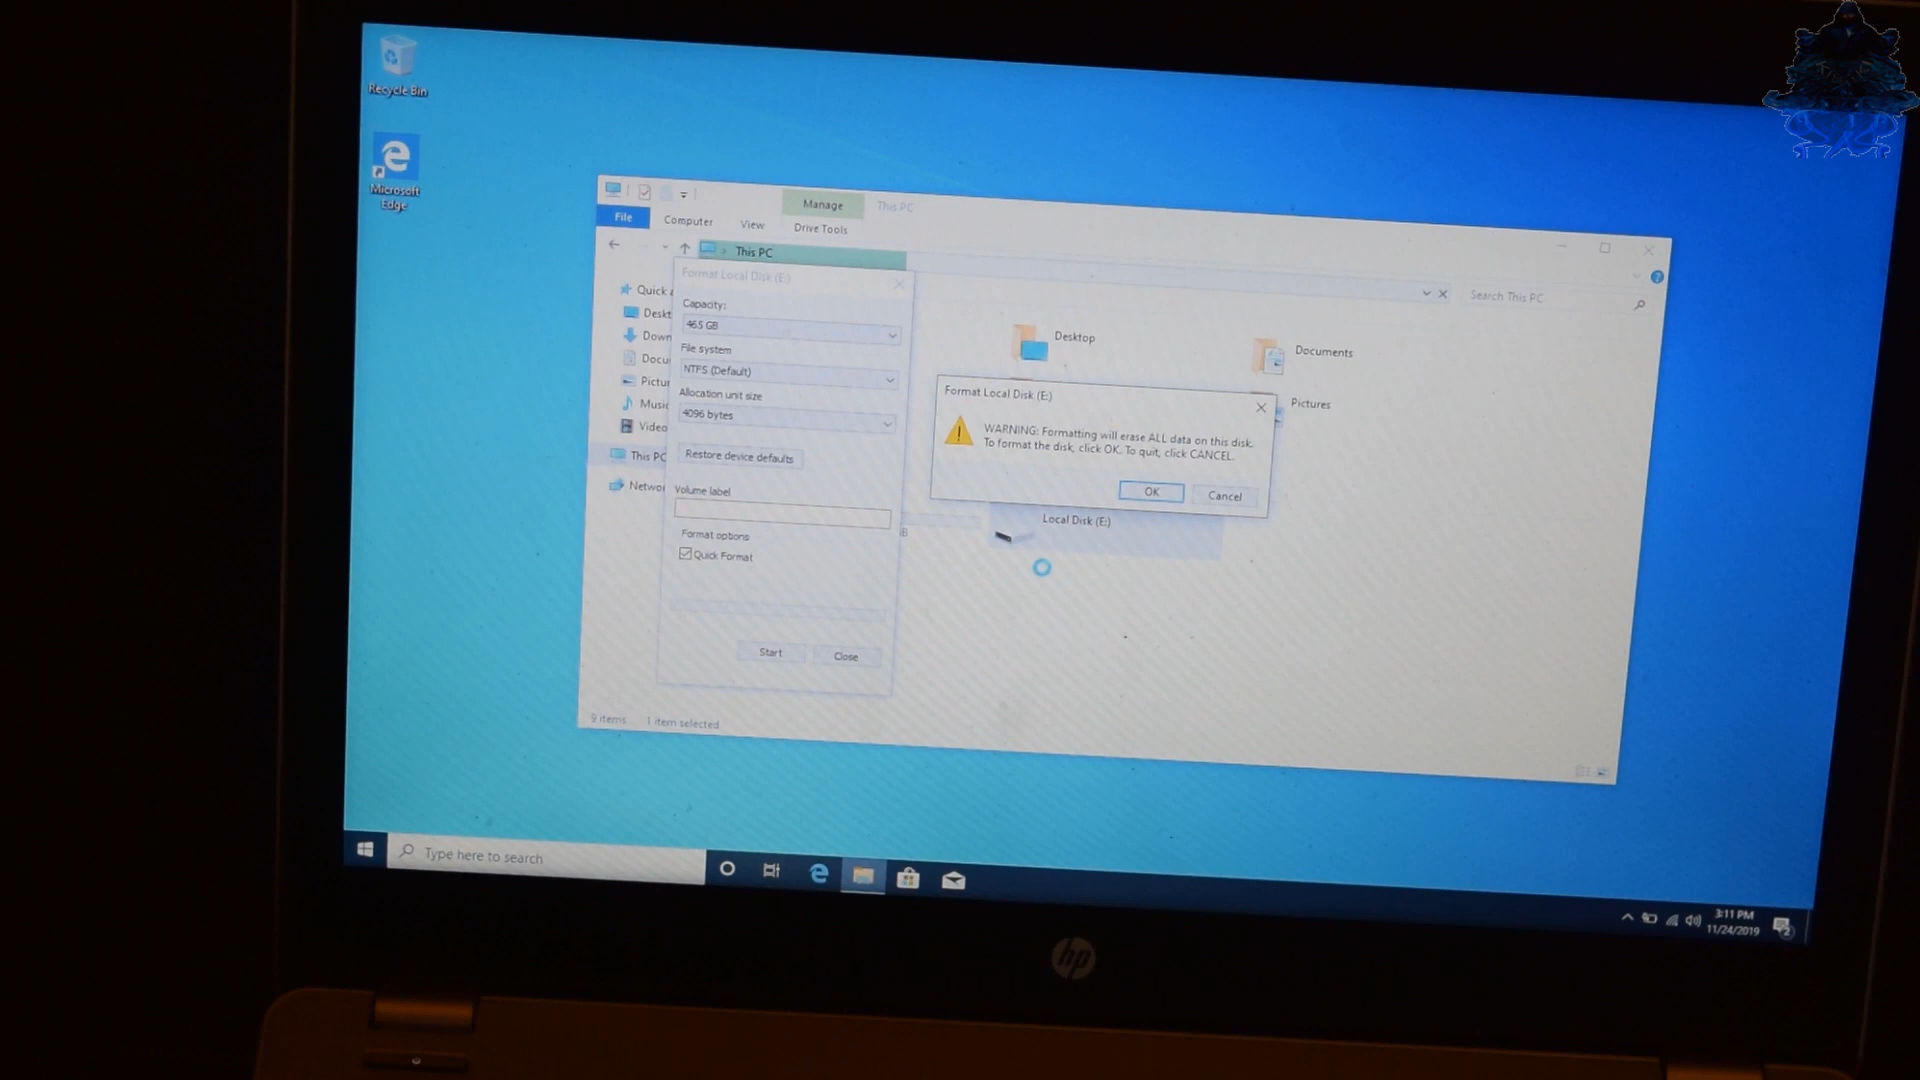 Recycle Bin
Microsoft
Edge
Manage
This PC
File
Computer
View
Drive Tools
This PC
Search This PC
Format Local Disk (E:)
Capacity:
465 GB
File system
NTFS (Default)
Allocation unit size
4096 bytes
Restore device defaults
Volume label
Format options
Quick Format
Start
Close
Quick
Deskt
Down
Docu
Pictu
Music
Video
This PC
Networ
Desktop
Documents
Pictures
Format Local Disk (E:)
WARNING: Formatting will erase ALL data on this disk.
To format the disk, click OK. To quit, click CANCEL.
OK
Cancel
Local Disk (E:)
9 items
1 item selected
Type here to search
3:11 PM
11/24/2019
hp